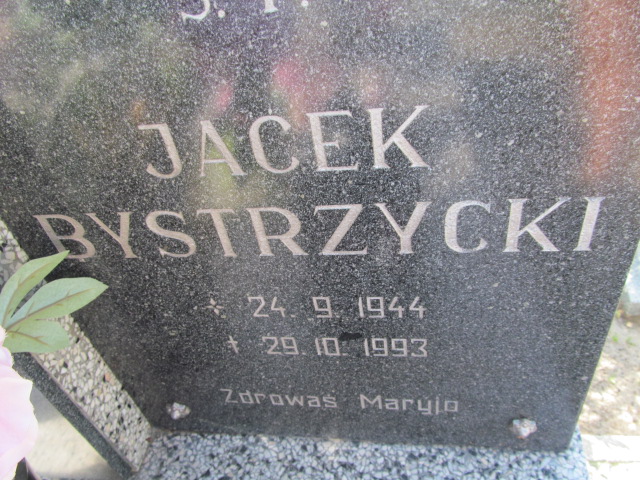 Ś. P.
JACEK
BYSTRZYCKI
* 24. 9. 1944
† 29. 10. 1993
Zdrowaś Maryjo